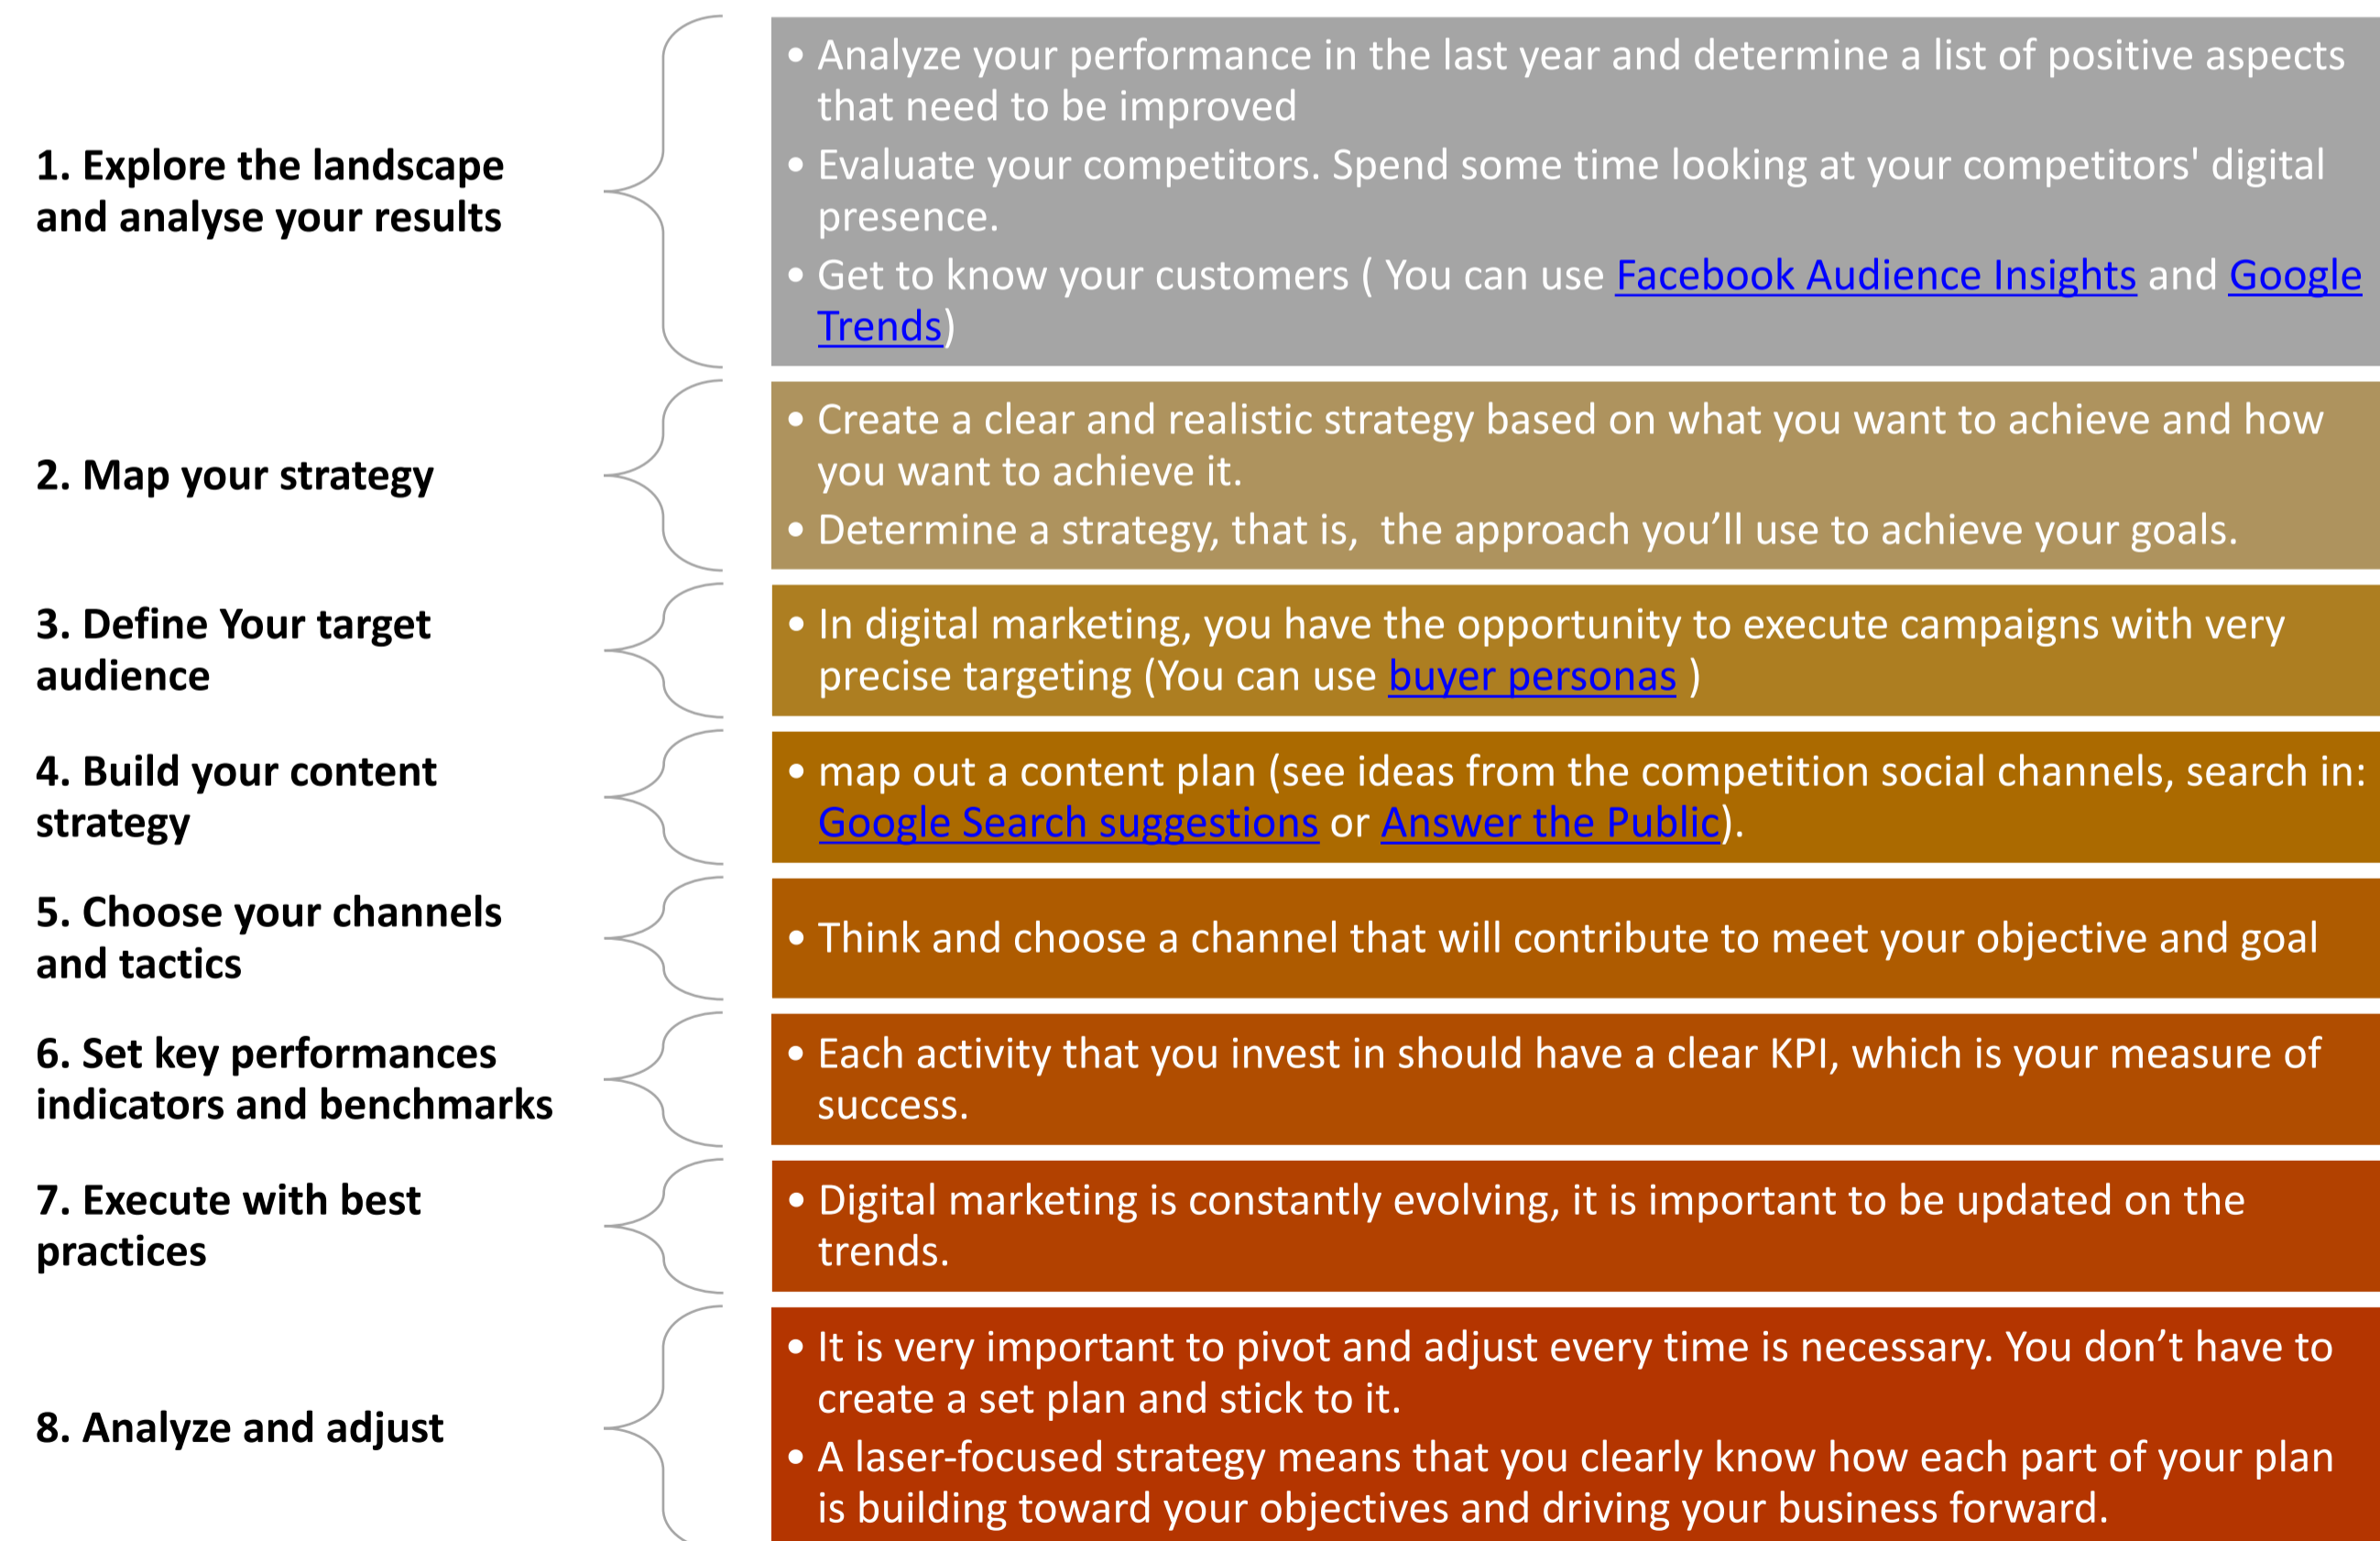 1. Explore the landscape
and analyse your results
• Analyze your performance in the last year and determine a list of positive aspects
that need to be improved
• Evaluate your competitors. Spend some time looking at your competitors' digital
presence.
• Get to know your customers ( You can use Facebook Audience Insights and Google
Trends)
2. Map your strategy
• Create a clear and realistic strategy based on what you want to achieve and how
you want to achieve it.
• Determine a strategy, that is,  the approach you’ll use to achieve your goals.
3. Define Your target
audience
• In digital marketing, you have the opportunity to execute campaigns with very
precise targeting (You can use buyer personas )
4. Build your content
strategy
• map out a content plan (see ideas from the competition social channels, search in:
Google Search suggestions or Answer the Public).
5. Choose your channels
and tactics
• Think and choose a channel that will contribute to meet your objective and goal
6. Set key performances
indicators and benchmarks
• Each activity that you invest in should have a clear KPI, which is your measure of
success.
7. Execute with best
practices
• Digital marketing is constantly evolving, it is important to be updated on the
trends.
8. Analyze and adjust
• It is very important to pivot and adjust every time is necessary. You don’t have to
create a set plan and stick to it.
• A laser-focused strategy means that you clearly know how each part of your plan
is building toward your objectives and driving your business forward.